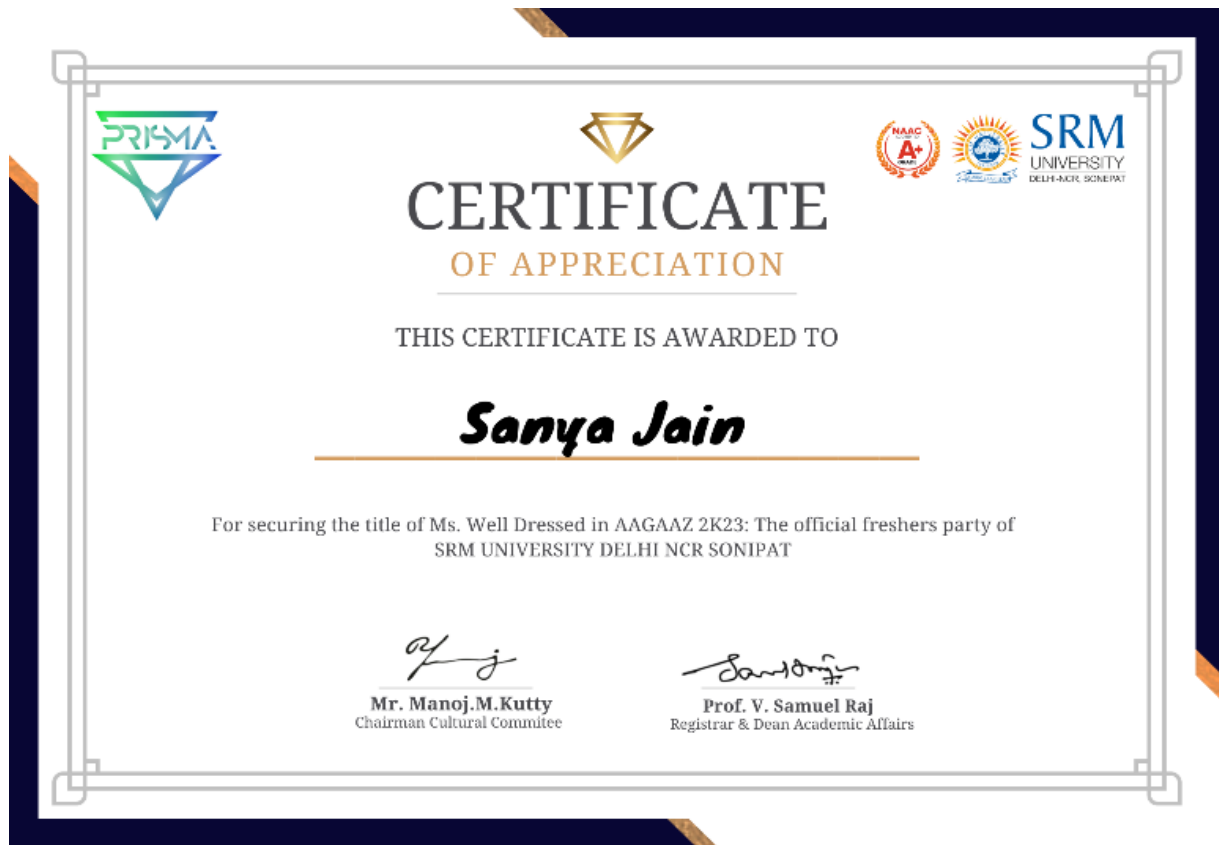 PRISMA
NAAC
A+
GRADE
SRM
UNIVERSITY
DELHI-NCR, SONEPAT
CERTIFICATE
OF APPRECIATION
THIS CERTIFICATE IS AWARDED TO
Sanya Jain
For securing the title of Ms. Well Dressed in AAGAAZ 2K23: The official freshers party of
SRM UNIVERSITY DELHI NCR SONIPAT
Mr. Manoj.M.Kutty
Chairman Cultural Commitee
Prof. V. Samuel Raj
Registrar & Dean Academic Affairs